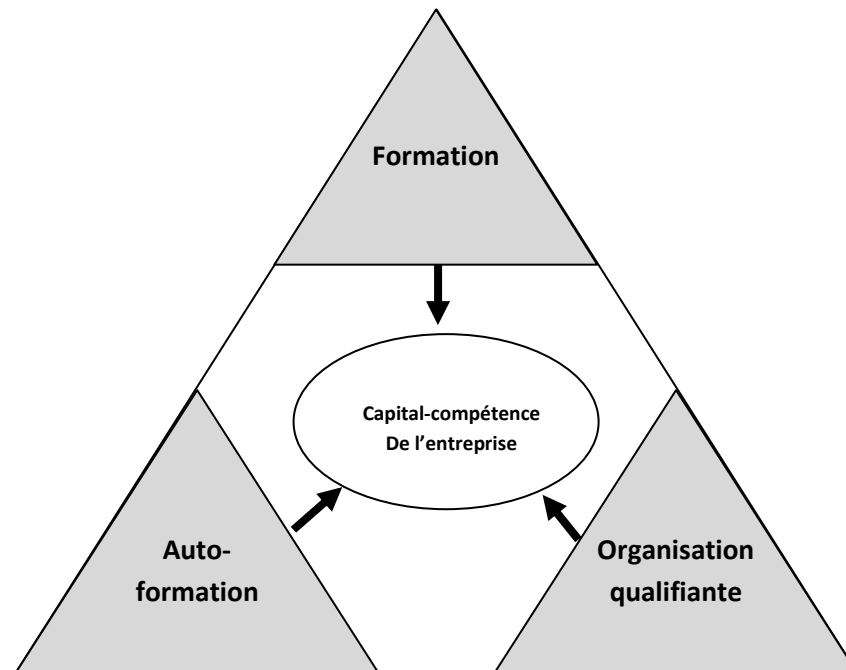 Formation
Capital-compétence
De l’entreprise
Auto-
formation
Organisation
qualifiante